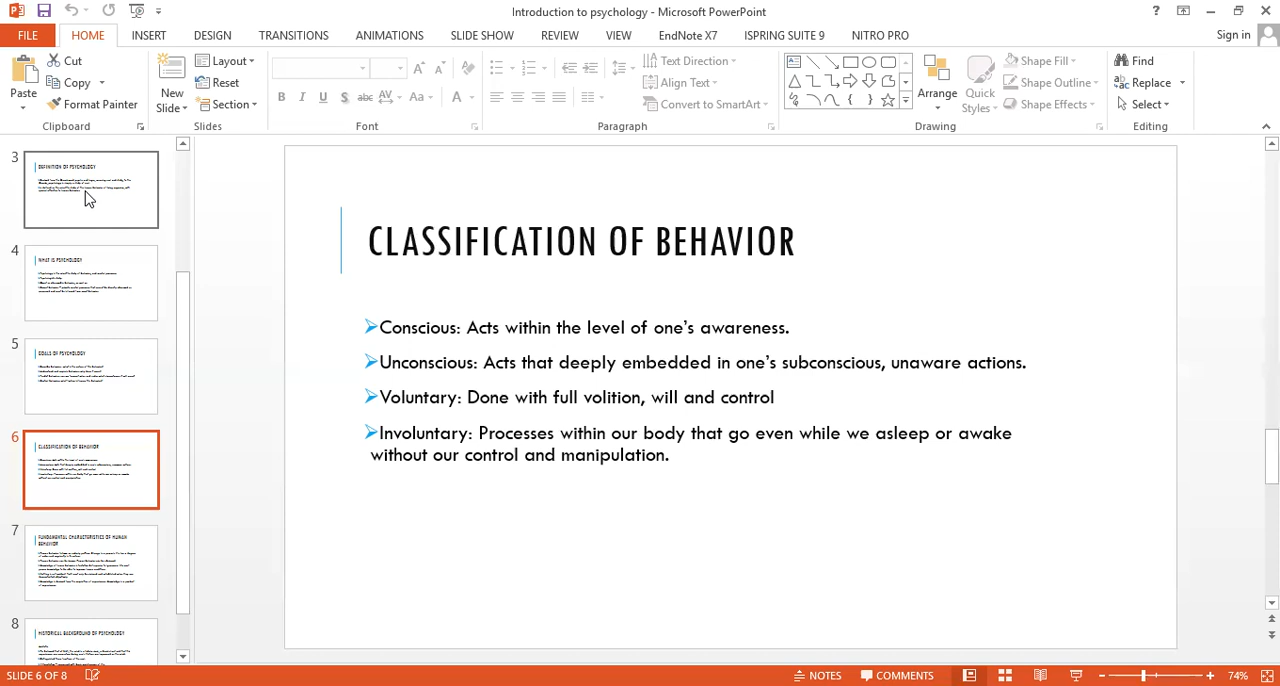 Introduction to psychology - Microsoft PowerPoint
?
FILE HOME INSERT DESIGN TRANSITIONS ANIMATIONS SLIDE SHOW REVIEW VIEW EndNote X7 ISPRING SUITE 9 NITRO PRO Sign in
Paste
Cut
Copy
Format Painter
Clipboard
New
Slide
Layout
Reset
Section
Slides
B I U S abc AV Aa A
Font
Text Direction
Align Text
Convert to SmartArt
Paragraph
Arrange
Quick
Styles
Shape Fill
Shape Outline
Shape Effects
Drawing
Find
Replace
Select
Editing
3
DEFINITION OF PSYCHOLOGY
4
WHAT IS PSYCHOLOGY
5
GOALS OF PSYCHOLOGY
6
CLASSIFICATION OF BEHAVIOR
7
FUNDAMENTAL CHARACTERISTICS OF HUMAN
BEHAVIOR
8
HISTORICAL BACKGROUND OF PSYCHOLOGY
CLASSIFICATION OF BEHAVIOR
Conscious: Acts within the level of one's awareness.
Unconscious: Acts that deeply embedded in one's subconscious, unaware actions.
Voluntary: Done with full volition, will and control
Involuntary: Processes within our body that go even while we asleep or awake
without our control and manipulation.
SLIDE 6 OF 8 NOTES COMMENTS 74%